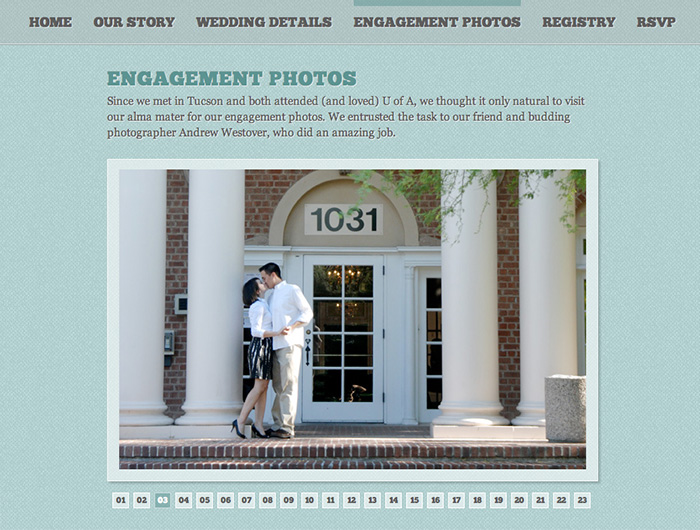 HOME OUR STORY WEDDING DETAILS ENGAGEMENT PHOTOS REGISTRY RSVP
ENGAGEMENT PHOTOS
Since we met in Tucson and both attended (and loved) U of A, we thought it only natural to visit
our alma mater for our engagement photos. We entrusted the task to our friend and budding
photographer Andrew Westover, who did an amazing job.
1031
01 02 03 04 05 06 07 08 09 10 11 12 13 14 15 16 17 18 19 20 21 22 23